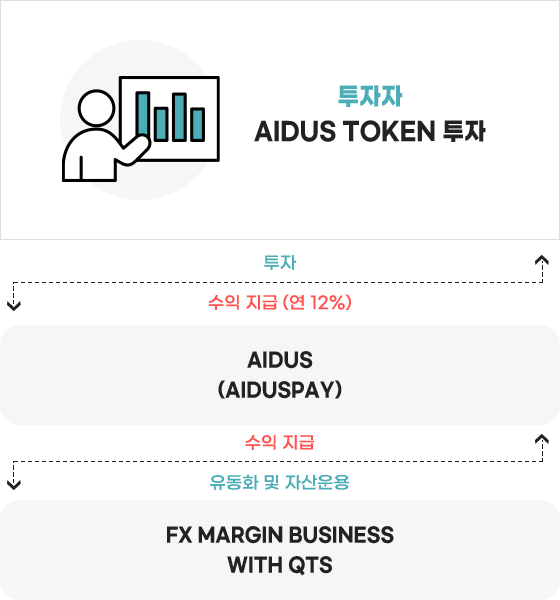 투자자
AIDUS TOKEN 투자
투자
수익 지급 (연 12%)
AIDUS
(AIDUSPAY)
수익 지급
유동화 및 자산운용
FX MARGIN BUSINESS
WITH QTS